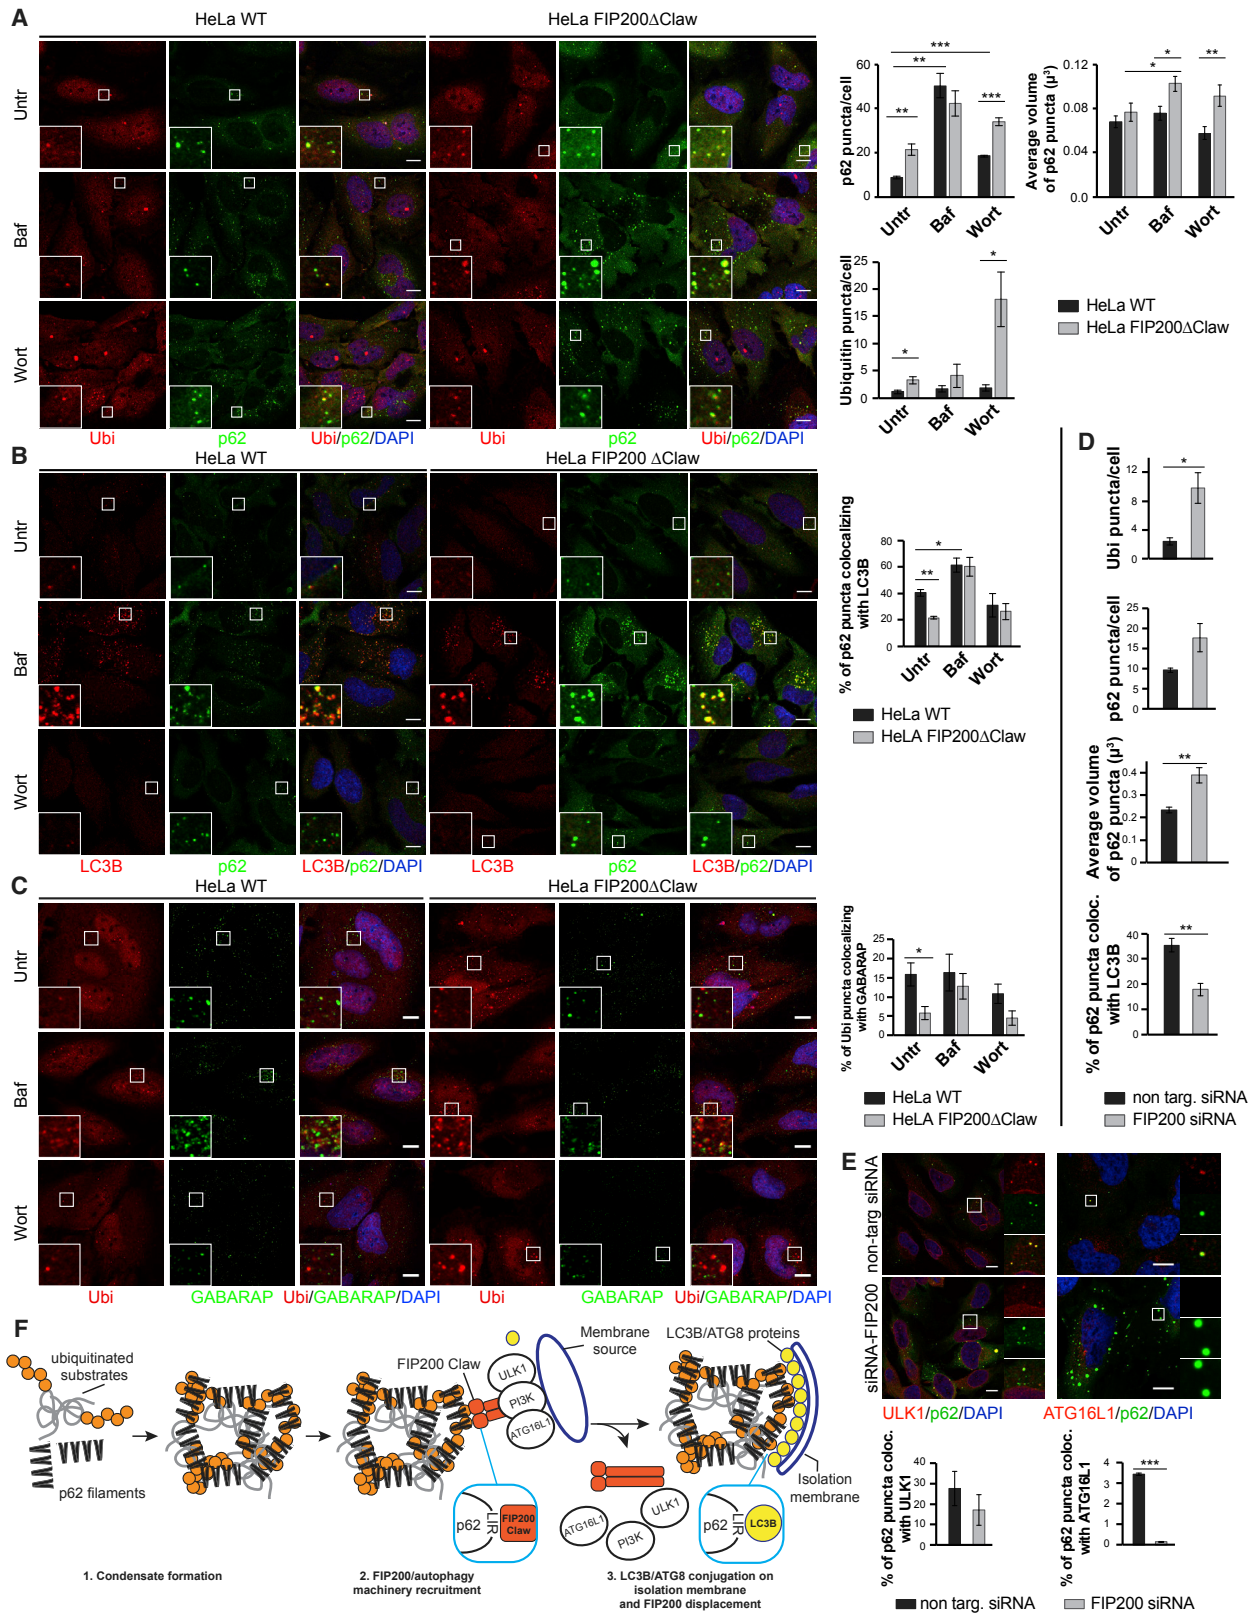 A
HeLa WT
HeLa FIP200ΔClaw
Untr
Baf
Wort
Ubi
p62
Ubi/p62/DAPI
Ubi
p62
Ubi/p62/DAPI
p62 puncta/cell
60
40
20
0
**
**
***
***
Untr
Baf
Wort
Average volume
of p62 puncta (µ³)
0.12
0.08
0.04
0.0
*
*
**
Untr
Baf
Wort
Ubiquitin puncta/cell
25
20
15
10
5
0
*
*
Untr
Baf
Wort
HeLa WT
HeLa FIP200ΔClaw
B
HeLa WT
HeLa FIP200 ΔClaw
Untr
Baf
Wort
LC3B
p62
LC3B/p62/DAPI
LC3B
p62
LC3B/p62/DAPI
% of p62 puncta colocalizing
with LC3B
80
60
40
20
0
*
**
Untr
Baf
Wort
HeLa WT
HeLA FIP200ΔClaw
C
HeLa WT
HeLa FIP200ΔClaw
Untr
Baf
Wort
Ubi
GABARAP
Ubi/GABARAP/DAPI
Ubi
GABARAP
Ubi/GABARAP/DAPI
% of Ubi puncta colocalizing
with GABARAP
25
20
15
10
5
0
*
Untr
Baf
Wort
HeLa WT
HeLA FIP200ΔClaw
D
Ubi puncta/cell
12
8
4
0
*
p62 puncta/cell
25
20
15
10
5
0
Average volume
of p62 puncta (µ³)
0.4
0.3
0.2
0.1
0
**
% of p62 puncta coloc.
with LC3B
40
30
20
10
0
**
non targ. siRNA
FIP200 siRNA
E
non-targ siRNA
siRNA-FIP200
ULK1/p62/DAPI
ATG16L1/p62/DAPI
% of p62 puncta coloc.
with ULK1
40
30
20
10
0
% of p62 puncta coloc.
with ATG16L1
4
3
2
1
0
***
non targ. siRNA
FIP200 siRNA
F
ubiquitinated
substrates
p62 filaments
FIP200 Claw
ULK1
PI3K
ATG16L1
Membrane
source
LC3B/ATG8 proteins
Isolation
membrane
p62
LIR
FIP200
Claw
ATG16L1
PI3K
ULK1
p62
LIR
LC3B
1. Condensate formation
2. FIP200/autophagy
machinery recruitment
3. LC3B/ATG8 conjugation on
isolation membrane
and FIP200 displacement